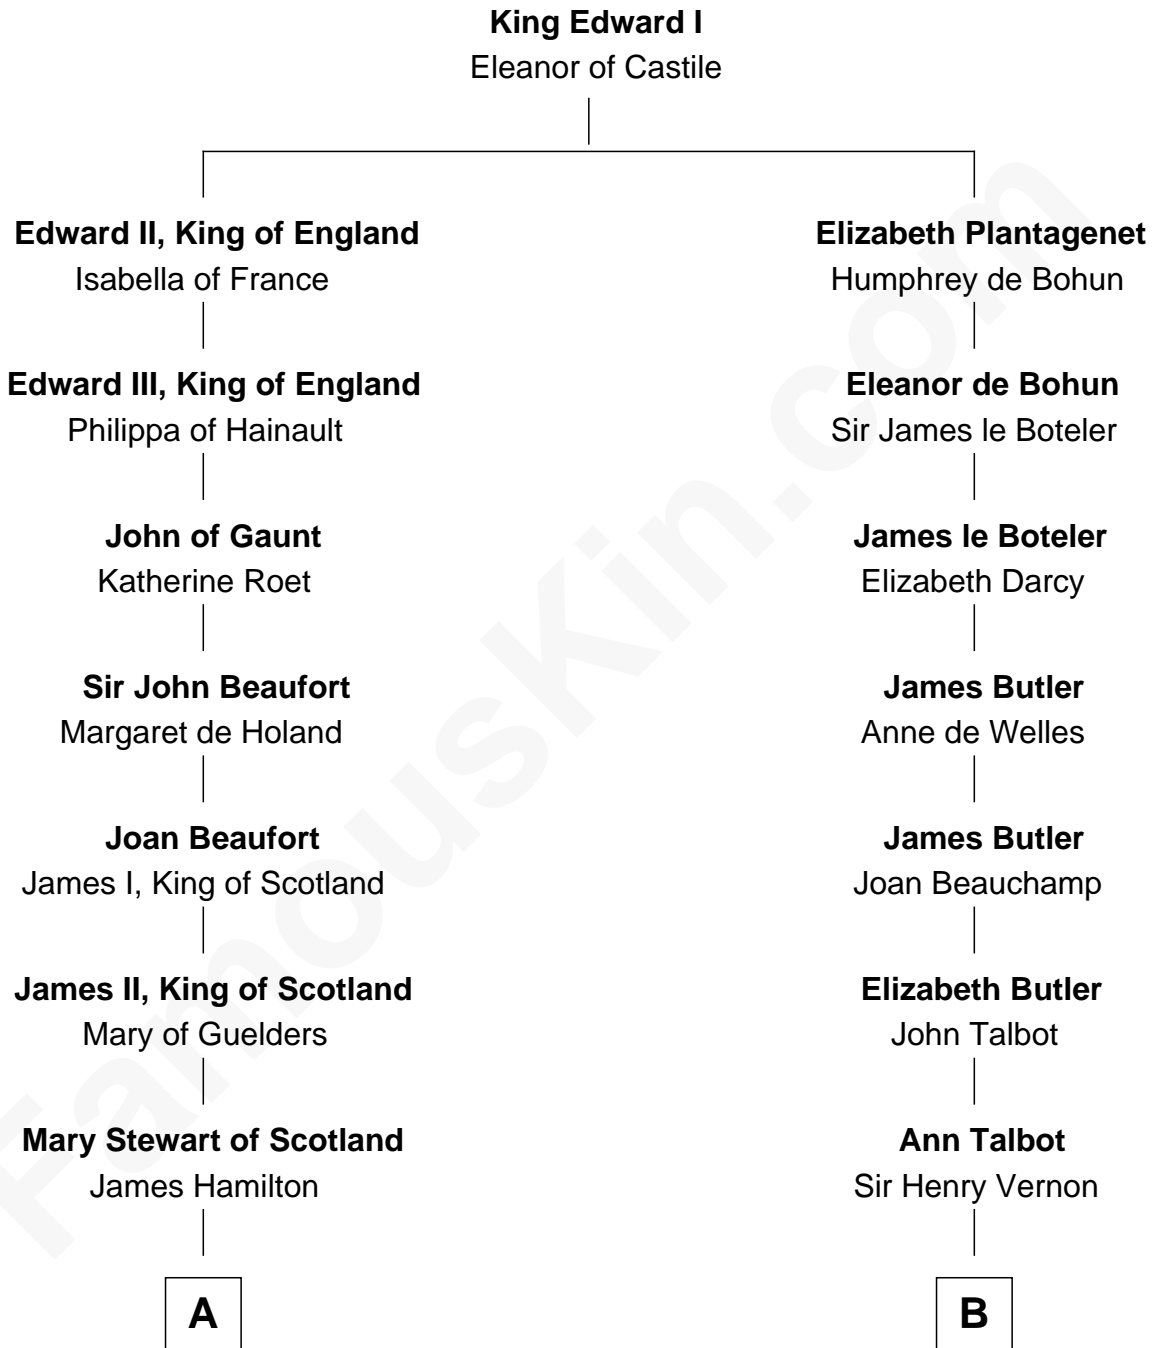 King Edward I
Eleanor of Castile
Edward II, King of England
Isabella of France
Edward III, King of England
Philippa of Hainault
John of Gaunt
Katherine Roet
Sir John Beaufort
Margaret de Holand
Joan Beaufort
James I, King of Scotland
James II, King of Scotland
Mary of Guelders
Mary Stewart of Scotland
James Hamilton
A
Elizabeth Plantagenet
Humphrey de Bohun
Eleanor de Bohun
Sir James le Boteler
James le Boteler
Elizabeth Darcy
James Butler
Anne de Welles
James Butler
Joan Beauchamp
Elizabeth Butler
John Talbot
Ann Talbot
Sir Henry Vernon
B
FamousKin.com